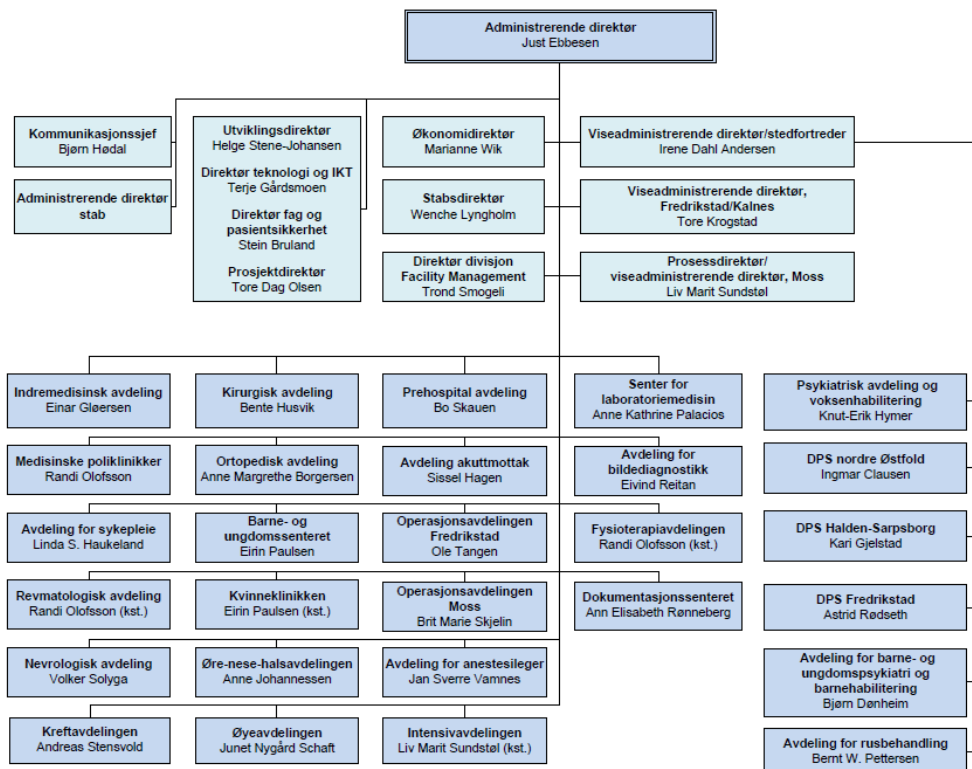 Administrerende direktør
Just Ebbesen
Kommunikasjonssjef
Bjørn Hødal
Administrerende direktør
stab
Utviklingsdirektør
Helge Stene-Johansen
Direktør teknologi og IKT
Terje Gårdsmoen
Direktør fag og
pasientsikkerhet
Stein Bruland
Prosjektdirektør
Tore Dag Olsen
Økonomidirektør
Marianne Wik
Stabsdirektør
Wenche Lyngholm
Direktør divisjon
Facility Management
Trond Smogeli
Viseadministrerende direktør/stedfortreder
Irene Dahl Andersen
Viseadministrerende direktør,
Fredrikstad/Kalnes
Tore Krogstad
Prosessdirektør/
viseadministrerende direktør, Moss
Liv Marit Sundstøl
Indremedisinsk avdeling
Einar Gløersen
Kirurgisk avdeling
Bente Husvik
Prehospital avdeling
Bo Skauen
Senter for
laboratoriemedisin
Anne Kathrine Palacios
Psykiatrisk avdeling og
voksenhabilitering
Knut-Erik Hymer
Medisinske poliklinikker
Randi Olofsson
Ortopedisk avdeling
Anne Margrethe Borgersen
Avdeling akuttmottak
Sissel Hagen
Avdeling for
bildediagnostikk
Eivind Reitan
DPS nordre Østfold
Ingmar Clausen
Avdeling for sykepleie
Linda S. Haukeland
Barne- og
ungdomssenteret
Eirin Paulsen
Operasjonsavdelingen
Fredrikstad
Ole Tangen
Fysioterapiavdelingen
Randi Olofsson (kst.)
DPS Halden-Sarpsborg
Kari Gjelstad
Revmatologisk avdeling
Randi Olofsson (kst.)
Kvinneklinikken
Eirin Paulsen (kst.)
Operasjonsavdelingen
Moss
Brit Marie Skjelin
Dokumentasjonssenteret
Ann Elisabeth Rønneberg
DPS Fredrikstad
Astrid Rødseth
Nevrologisk avdeling
Volker Solyga
Øre-nese-halsavdelingen
Anne Johannessen
Avdeling for anestesileger
Jan Sverre Vamnes
Avdeling for barne- og
ungdomspsykiatri og
barnehabilitering
Bjørn Dønheim
Kreftavdelingen
Andreas Stensvold
Øyeavdelingen
Junet Nygård Schaft
Intensivavdelingen
Liv Marit Sundstøl (kst.)
Avdeling for rusbehandling
Bernt W. Pettersen